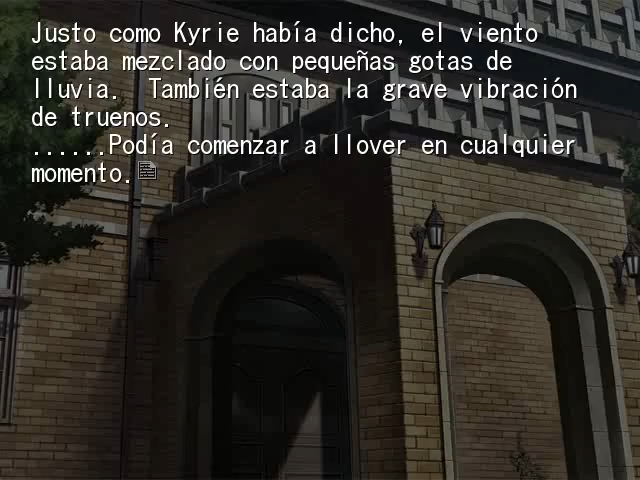 Justo como Kyrie había dicho, el viento
estaba mezclado con pequeñas gotas de
lluvia.  También estaba la grave vibración
de truenos.
......Podía comenzar a llover en cualquier
momento.